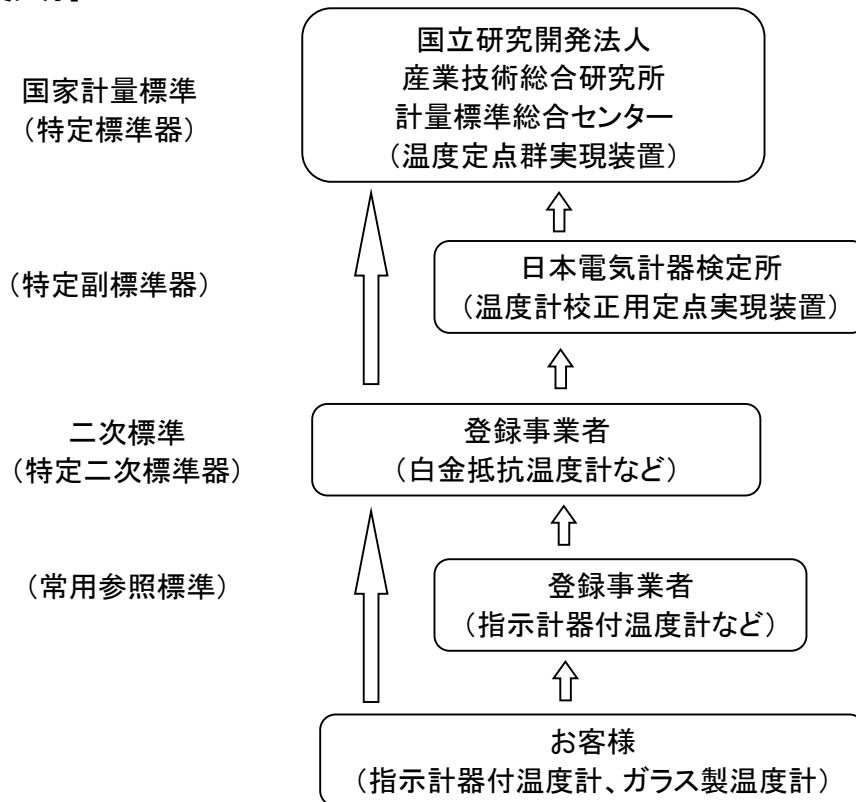 国立研究開発法人
産業技術総合研究所
計量標準総合センター
（温度定点群実現装置）
国家計量標準
（特定標準器）
日本電気計器検定所
（温度計校正用定点実現装置）
（特定副標準器）
登録事業者
（白金抵抗温度計など）
二次標準
（特定二次標準器）
登録事業者
（指示計器付温度計など）
（常用参照標準）
お客様
（指示計器付温度計、ガラス製温度計）